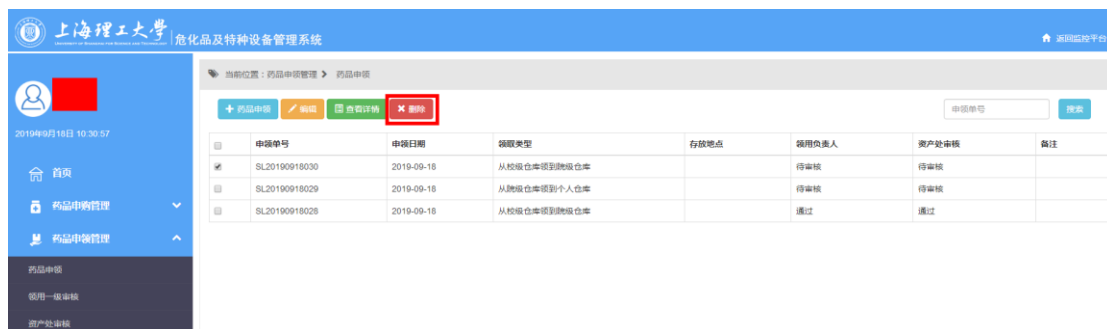 上海理工大学 危化品及特种设备管理系统
返回监控平台
当前位置：药品申领管理 药品申领
药品申领 编辑 查看详情 删除 申领单号 搜索
2019年9月18日 10:30:57
申领单号 申领日期 领取类型 存放地点 领用负责人 资产处审核 备注
SL20190918030 2019-09-18 从校级仓库领到院级仓库 待审核 待审核
SL20190918029 2019-09-18 从院级仓库领到个人仓库 待审核 待审核
SL20190918028 2019-09-18 从校级仓库领到院级仓库 通过 通过
首页
药品申购管理
药品申领管理
药品申领
领用一级审核
资产处审核